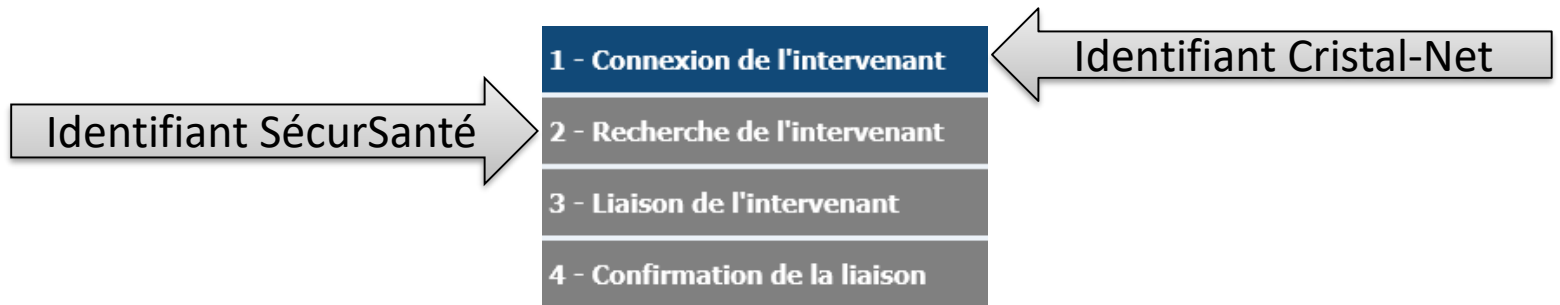 1 - Connexion de l'intervenant
Identifiant Cristal-Net
Identifiant SécurSanté
2 - Recherche de l'intervenant
3 - Liaison de l'intervenant
4 - Confirmation de la liaison